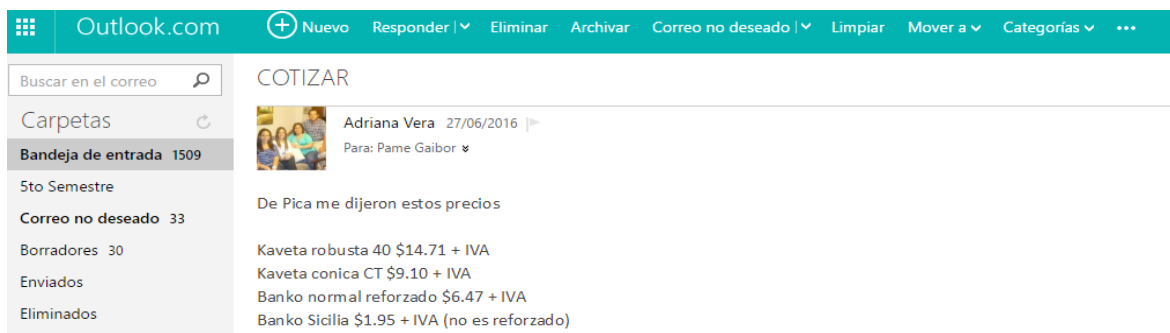 Outlook.com
Nuevo Responder Eliminar Archivar Correo no deseado Limpiar Mover a Categorías ...
Buscar en el correo
Carpetas
Bandeja de entrada 1509
5to Semestre
Correo no deseado 33
Borradores 30
Enviados
Eliminados
COTIZAR
Adriana Vera 27/06/2016
Para: Pame Gaibor
De Pica me dijeron estos precios
Kaveta robusta 40 $14.71 + IVA
Kaveta conica CT $9.10 + IVA
Banko normal reforzado $6.47 + IVA
Banko Sicilia $1.95 + IVA (no es reforzado)